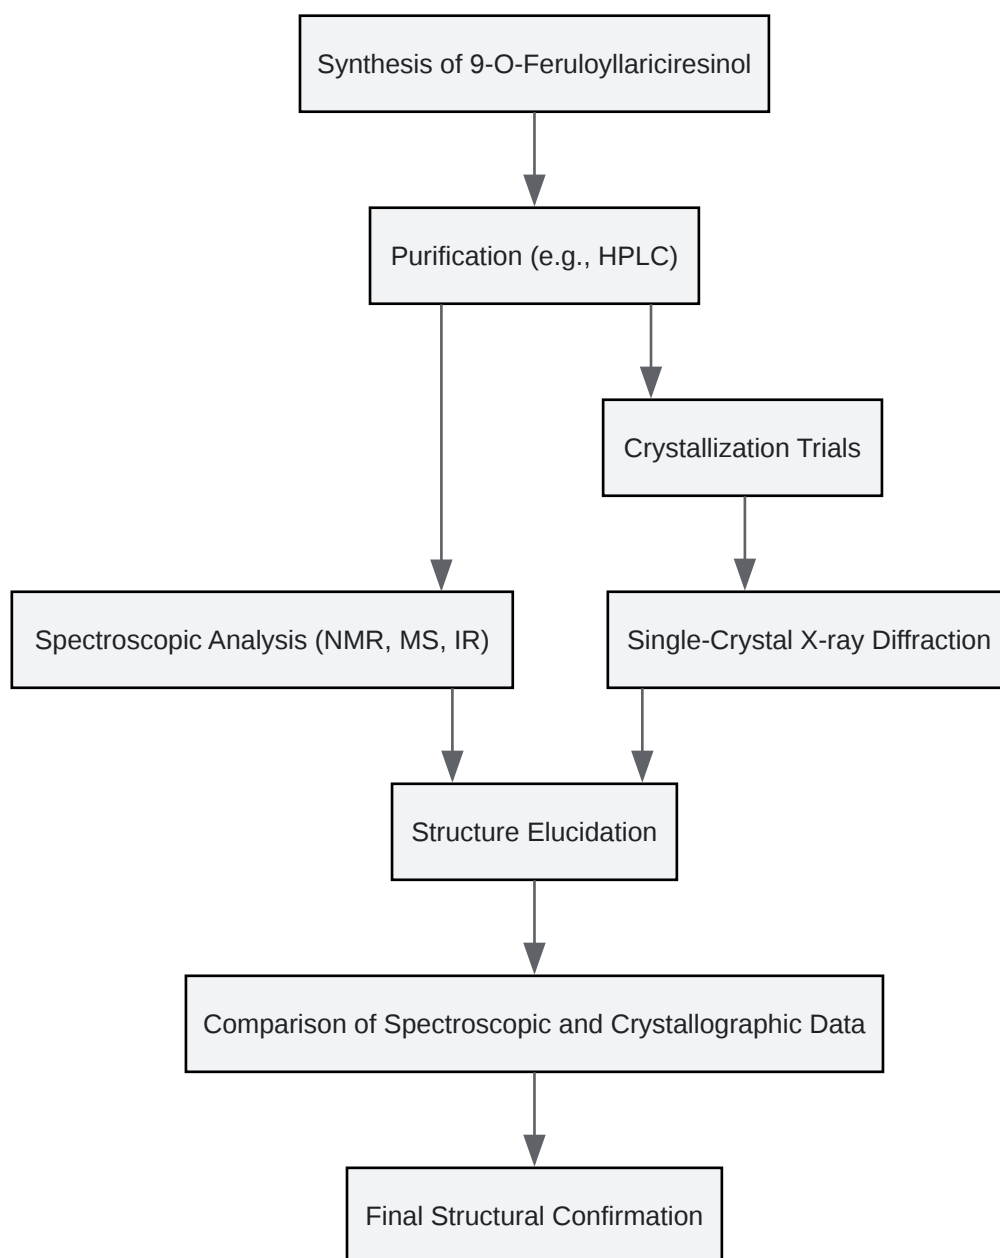 Synthesis of 9-O-Feruloyllariciresinol
Purification (e.g., HPLC)
Crystallization Trials
Spectroscopic Analysis (NMR, MS, IR)
Single-Crystal X-ray Diffraction
Structure Elucidation
Comparison of Spectroscopic and Crystallographic Data
Final Structural Confirmation